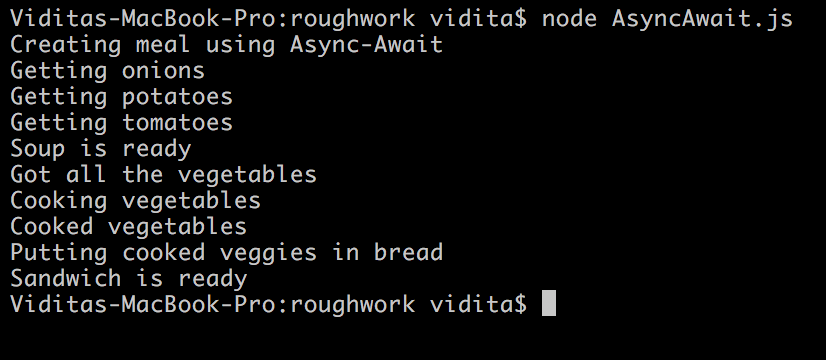 Viditas-MacBook-Pro:roughwork vidita$ node AsyncAwait.js
Creating meal using Async-Await
Getting onions
Getting potatoes
Getting tomatoes
Soup is ready
Got all the vegetables
Cooking vegetables
Cooked vegetables
Putting cooked veggies in bread
Sandwich is ready
Viditas-MacBook-Pro:roughwork vidita$